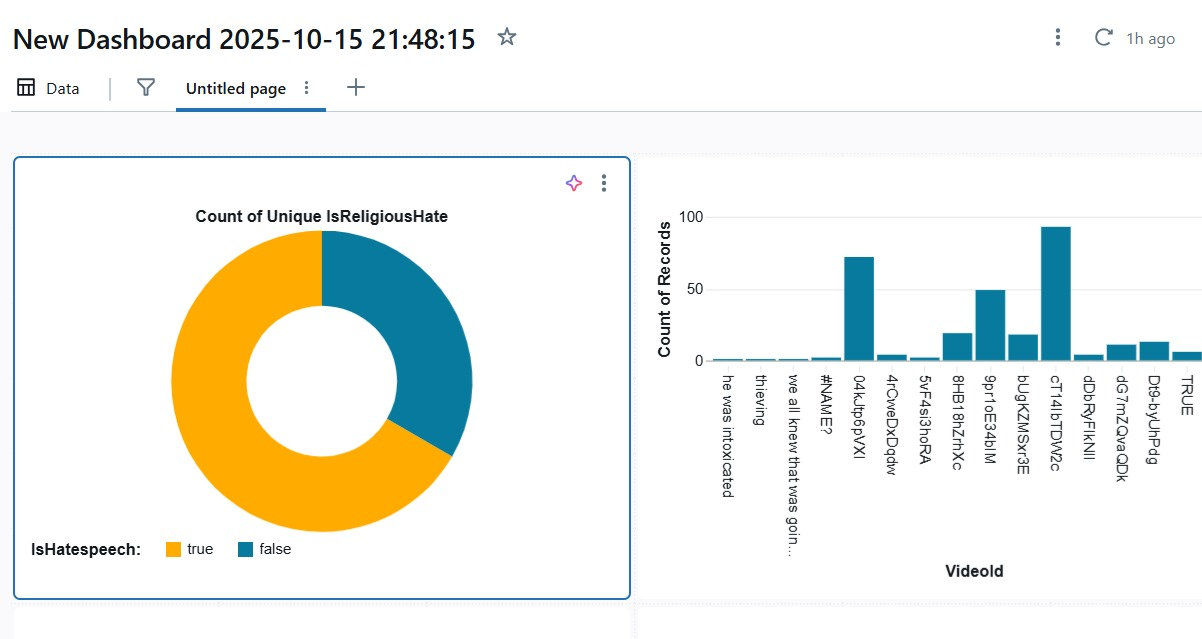 New Dashboard 2025-10-15 21:48:15
1h ago
Data
Untitled page
Count of Unique IsReligiousHate
IsHatespeech:
true
false
Count of Records
100
50
0
he was intoxicated
thieving
we all knew that was goin...
#NAME?
04kJtp6pVXI
4rCweDxDqdw
5vF4si3hoRA
8HB18hZrhXc
9pr1oE34bIM
bUgKZMSxr3E
cT14IbTDW2c
dDbRyFIkNII
dG7mZQvaQDk
Dt9-byUhPdg
TRUE
VideoId